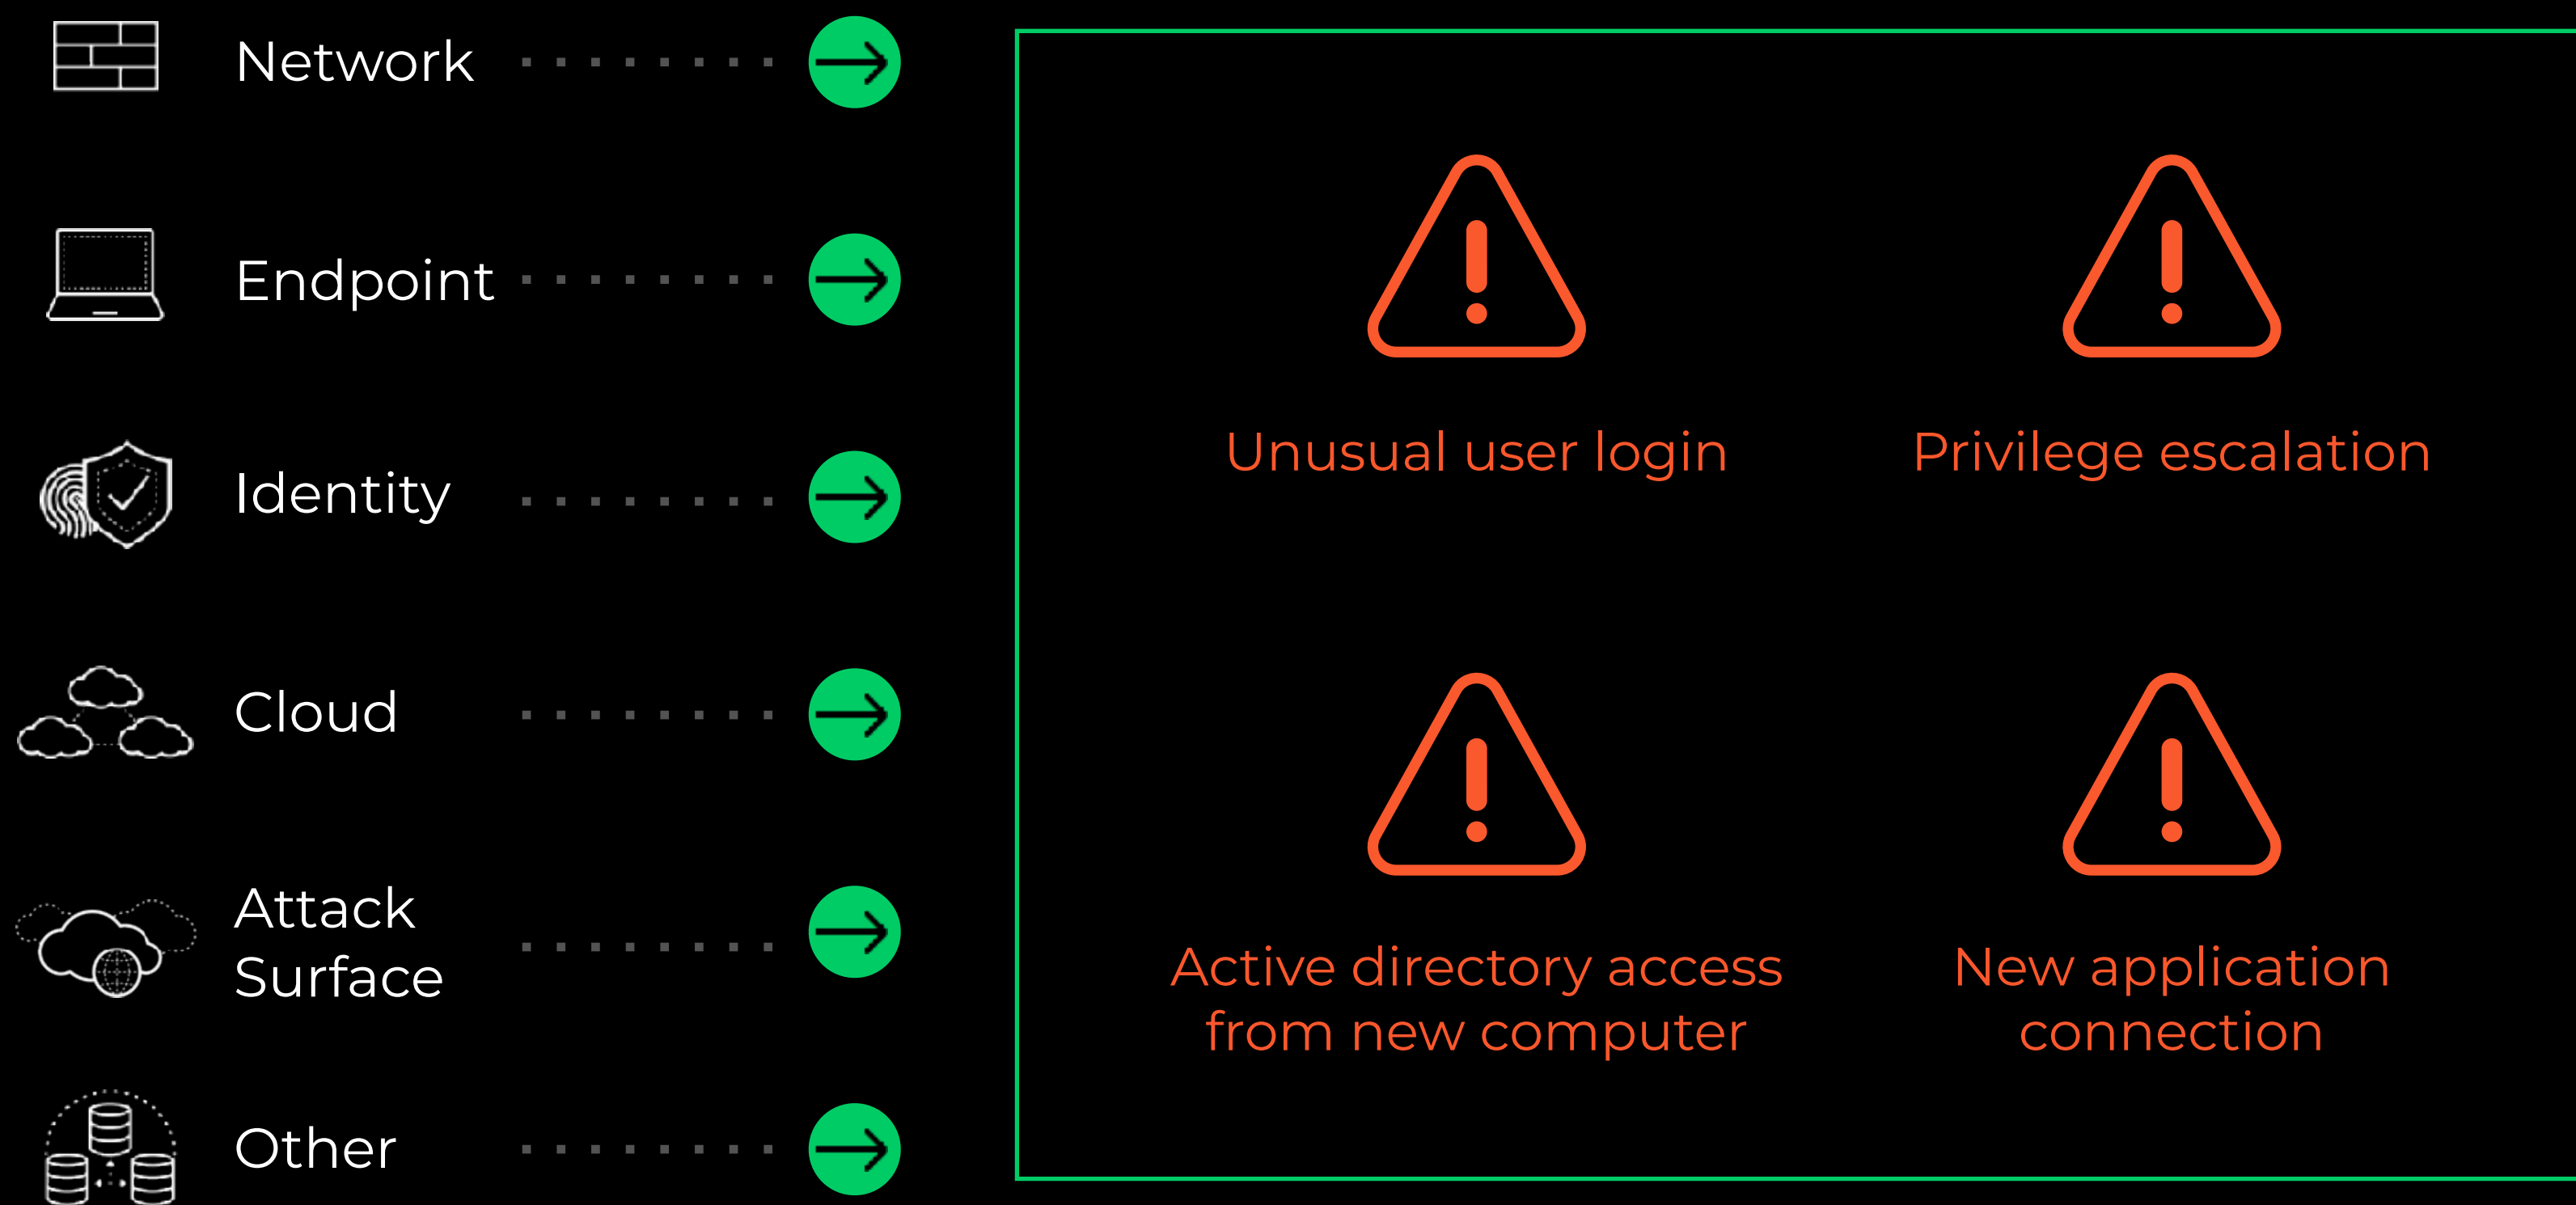 Network
Endpoint
Identity
Cloud
Attack
Surface
Other
Unusual user login
Privilege escalation
Active directory access
from new computer
New application
connection